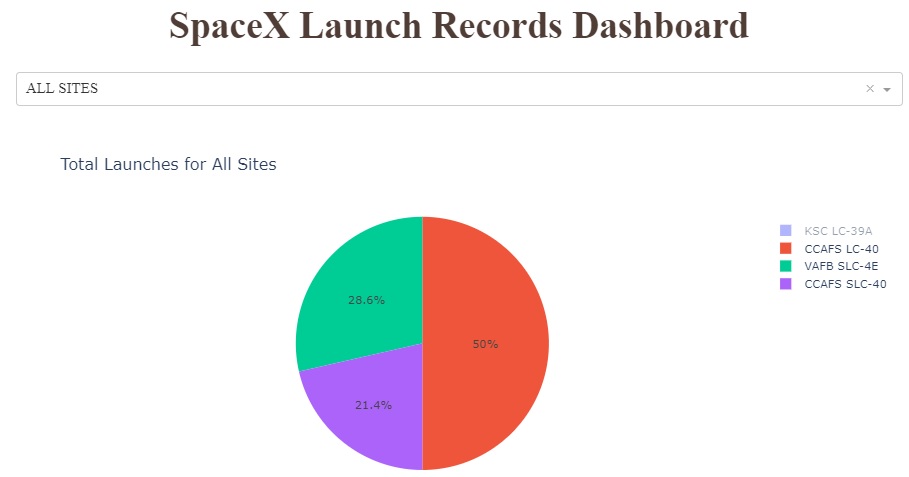 SpaceX Launch Records Dashboard
ALL SITES
×
Total Launches for All Sites
KSC LC-39A
CCAFS LC-40
VAFB SLC-4E
CCAFS SLC-40
28.6%
50%
21.4%